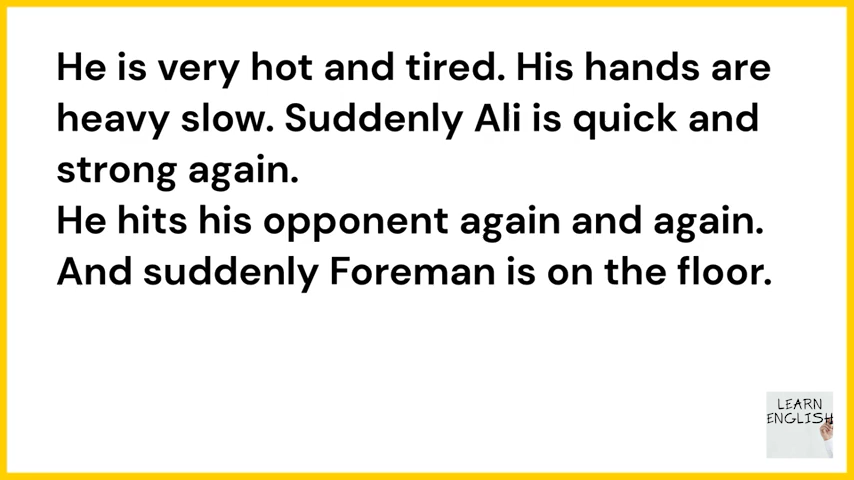 He is very hot and tired. His hands are
heavy slow. Suddenly Ali is quick and
strong again.
He hits his opponent again and again.
And suddenly Foreman is on the floor.
LEARN
ENGLISH